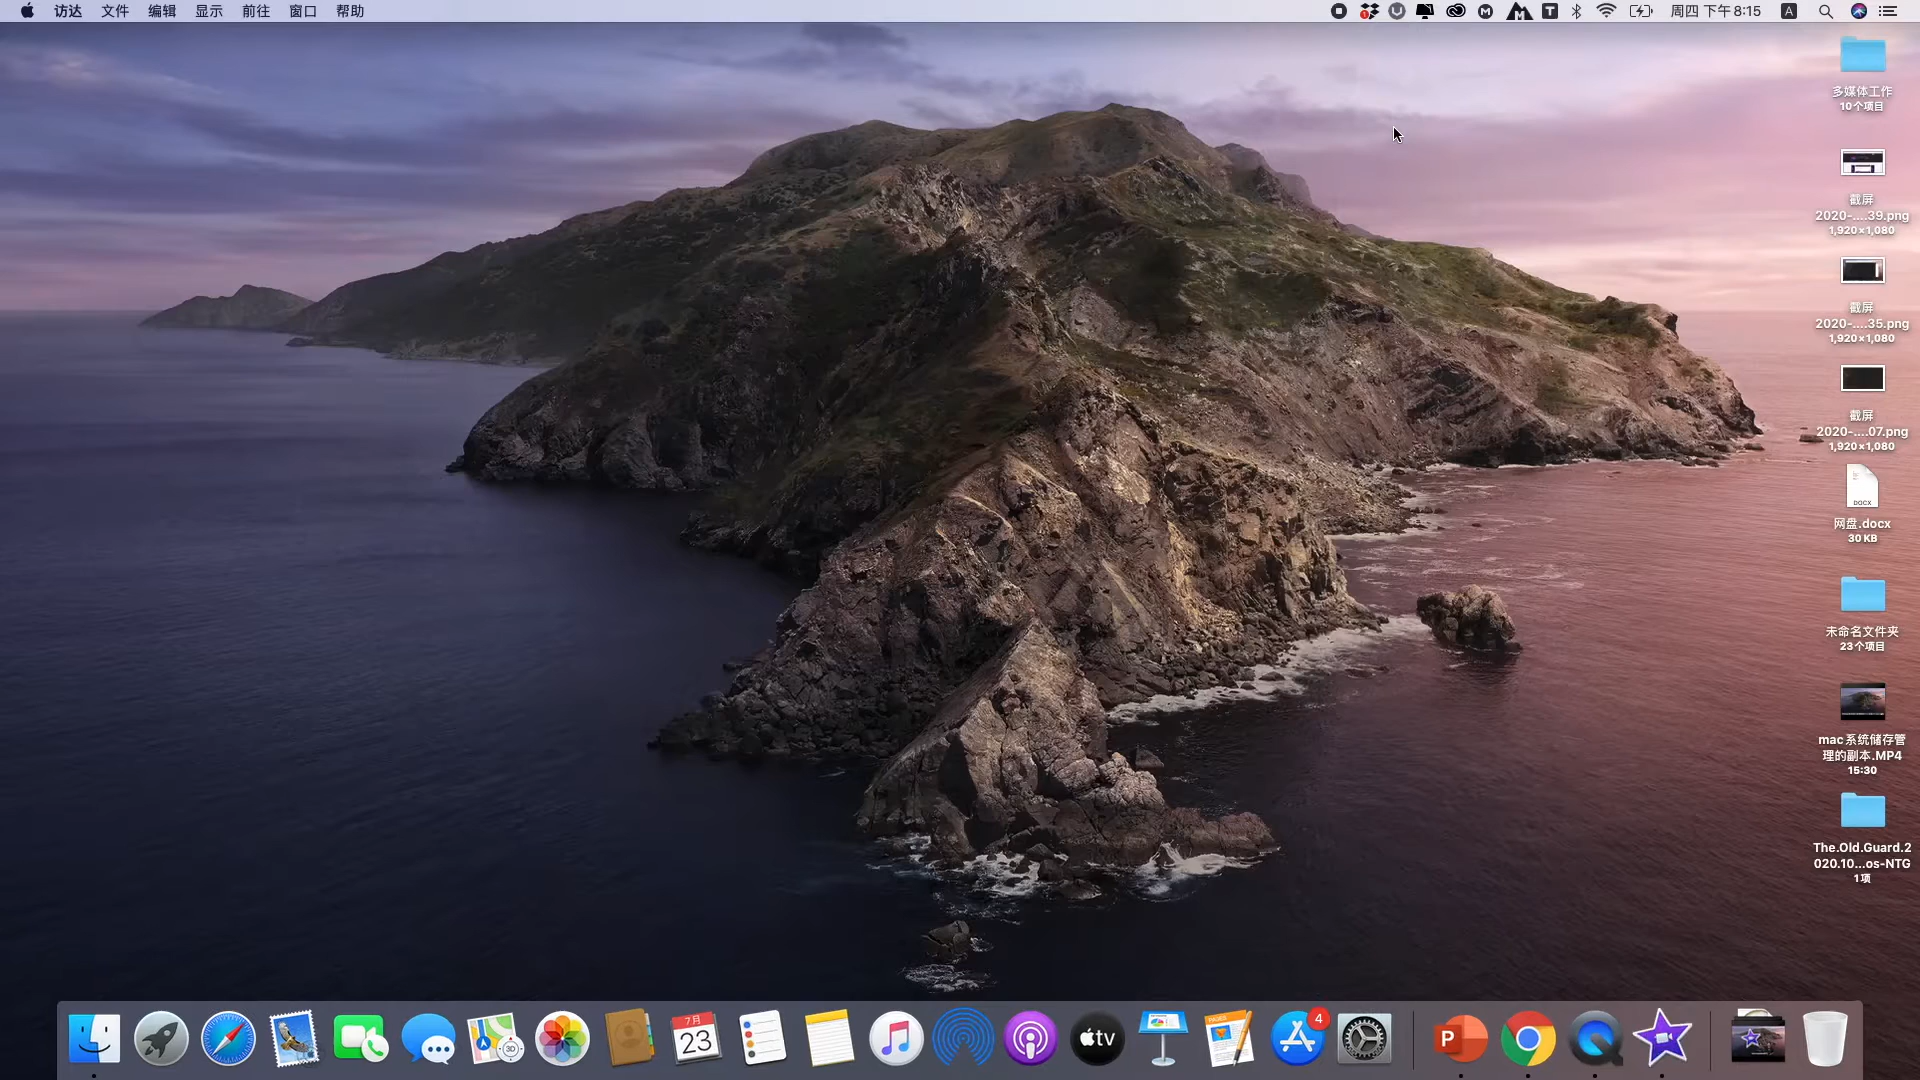 访达 文件 编辑 显示 前往 窗口 帮助 周四 下午8:15 A
多媒体工作
10个项目
截屏
2020-....39.png
1,920×1,080
截屏
2020-....35.png
1,920×1,080
截屏
2020-....07.png
1,920×1,080
DOCX
网盘.docx
30 KB
未命名文件夹
23个项目
mac系统储存管
理的副本.MP4
15:30
The.Old.Guard.2
020.10...os-NTG
1项
7月
23
3D
tv
PAGES
4
P